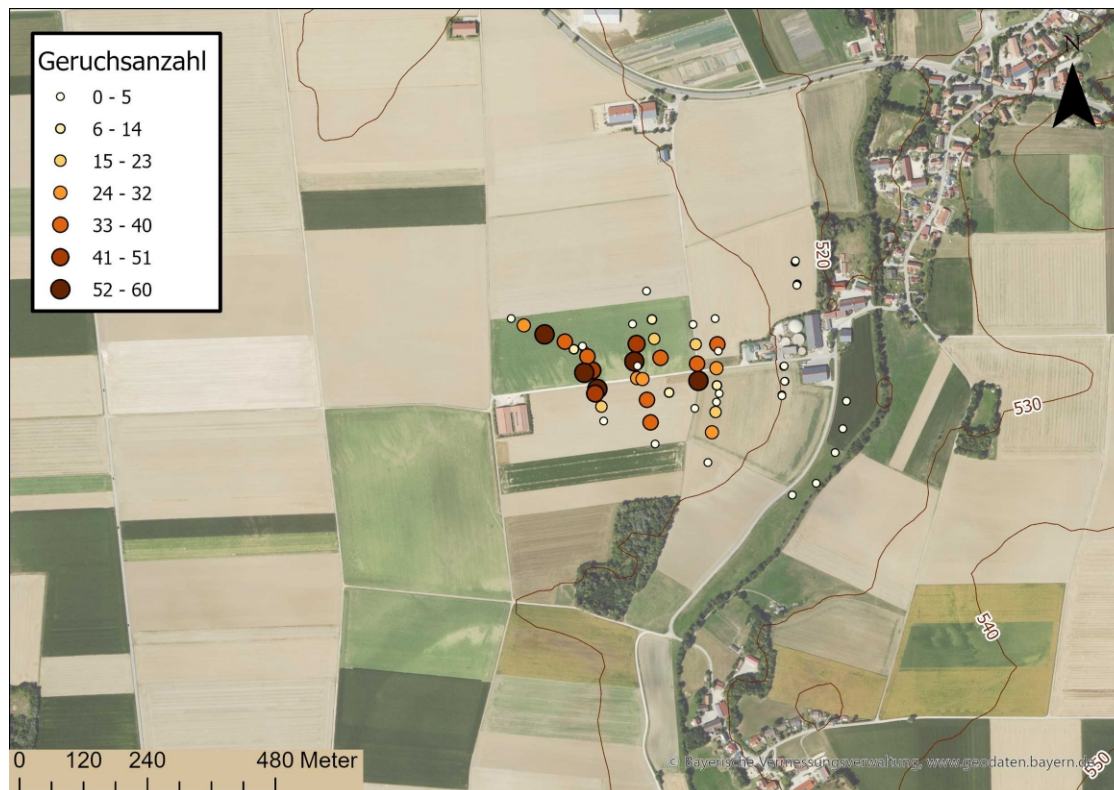 Geruchsanzahl
0 - 5
6 - 14
15 - 23
24 - 32
33 - 40
41 - 51
52 - 60
N
520
530
540
550
0 120 240 480 Meter
© Bayerische Vermessungsverwaltung, www.geodaten.bayern.de